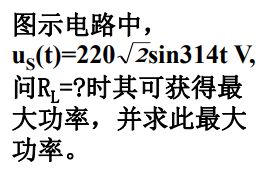 图示电路中，
uS(t)=220√2sin314t V,
问RL=?时其可获得最
大功率，并求此最大
功率。